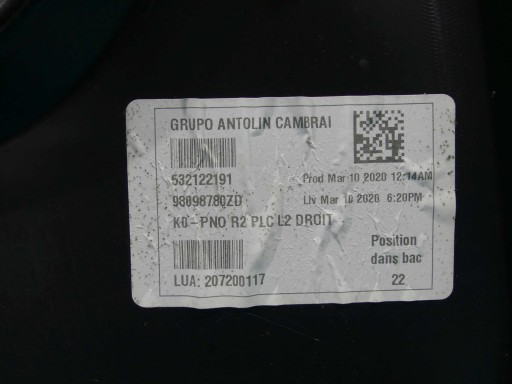 GRUPO ANTOLIN CAMBRAI
532122191
Prod Mar 10 2020 12:14AM
98098780ZD
Liv Mar 10 2020 6:20PM
K0 - PNO R2 PLC L2 DROIT
Position
dans bac
LUA: 207200117
22